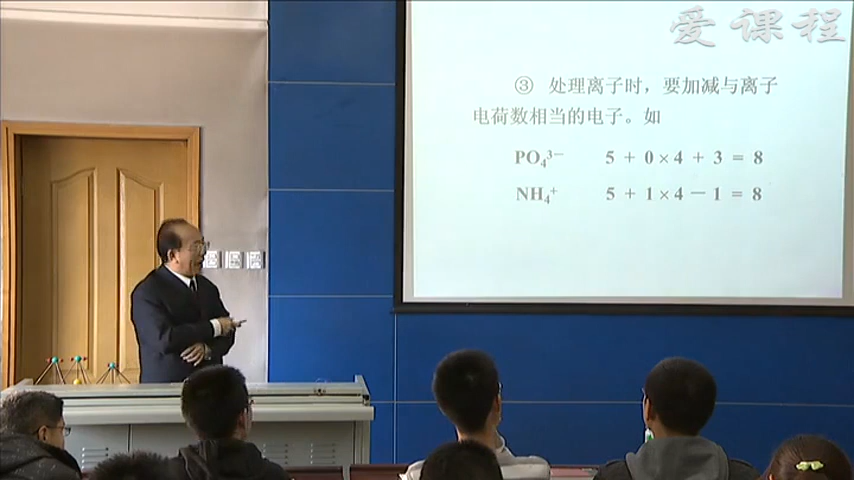 爱课程
③ 处理离子时，要加减与离子
电荷数相当的电子。如
PO₄³⁻ 5 + 0 × 4 + 3 = 8
NH₄⁺ 5 + 1 × 4 － 1 = 8